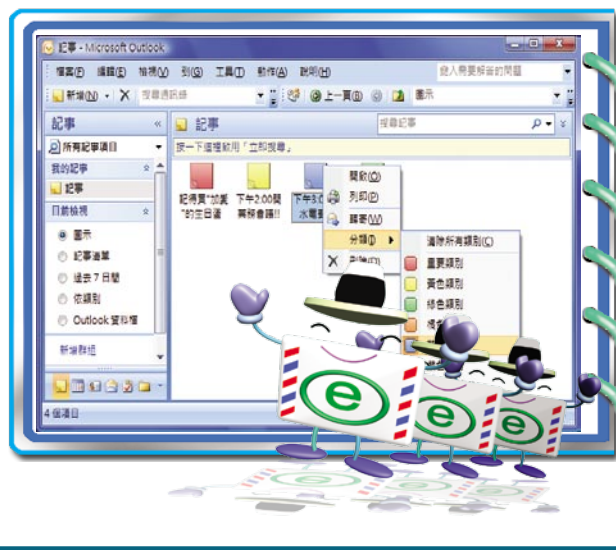 記事 - Microsoft Outlook
檔案(F) 編輯(E) 檢視(V) 到(G) 工具(T) 動作(A) 說明(H) 鍵入需要解答的問題
新增(N) 搜尋通訊錄 上一頁(B) 圖示
記事 « 記事 搜尋記事
所有記事項目 按一下這裡啟用「立即搜尋」
我的記事
記事
目前檢視
圖示
記事清單
過去 7 日間
依類別
Outlook 資料檔
新增群組
4 個項目
記得買"加護
"的生日蛋
下午2:00開
業務會議!!
下午3:0
水電
開啟(O)
列印(P)
轉寄(W)
分類(I)
刪除(D)
清除所有類別(C)
重要類別
黃色類別
綠色類別
e
e
e